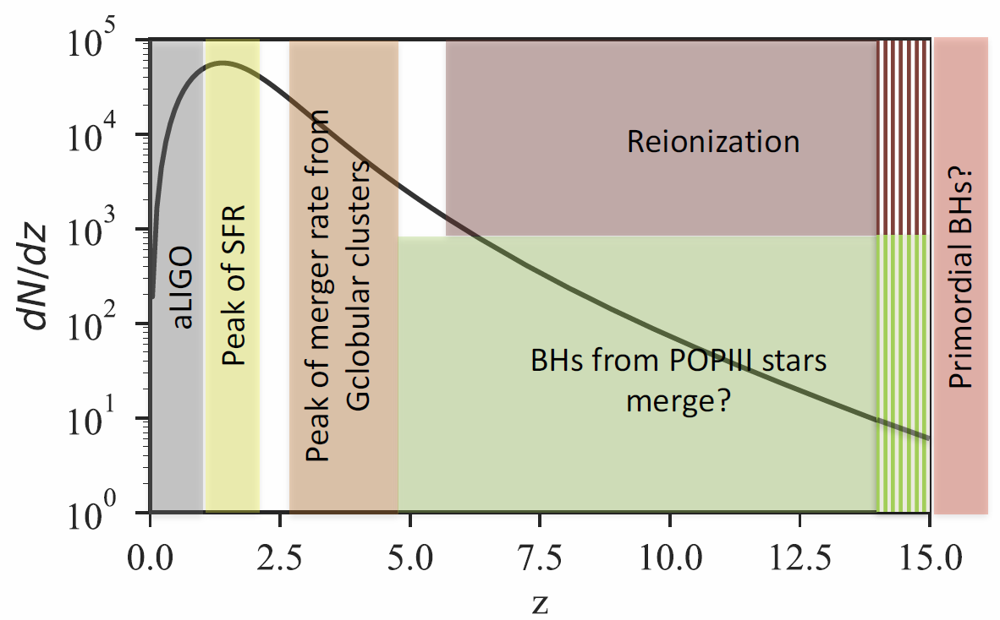 10^5
10^4
10^3
10^2
10^1
10^0
dN/dz
aLIGO
Peak of SFR
Peak of merger rate from
Gclobular clusters
Reionization
BHs from POPIII stars
merge?
Primordial BHs?
0.0 2.5 5.0 7.5 10.0 12.5 15.0
z